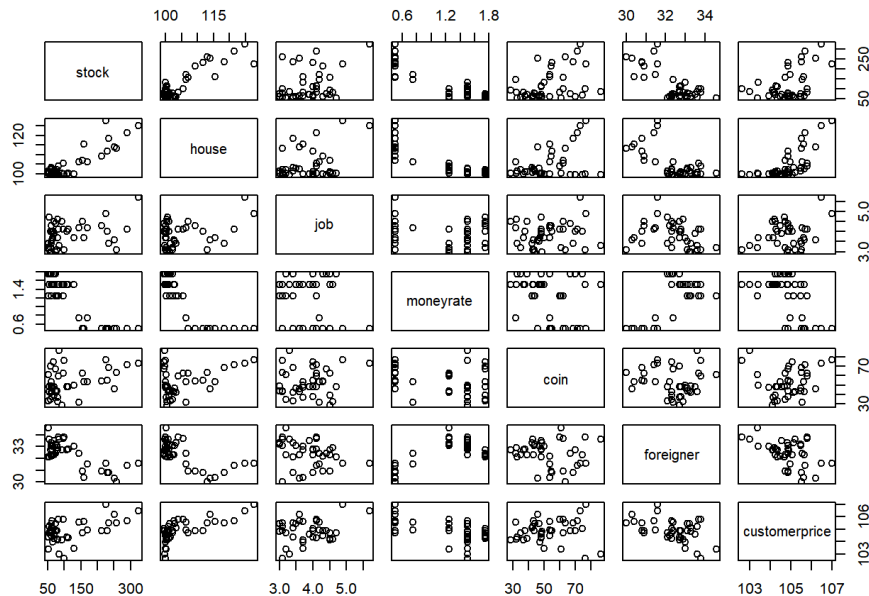 100 115
0.6 1.2 1.8
30 32 34
stock
50 250
100 120
house
job
3.0 5.0
0.6 1.4
moneyrate
coin
30 70
30 33
foreigner
customerprice
103 106
50 150 300
3.0 4.0 5.0
30 50 70
103 105 107